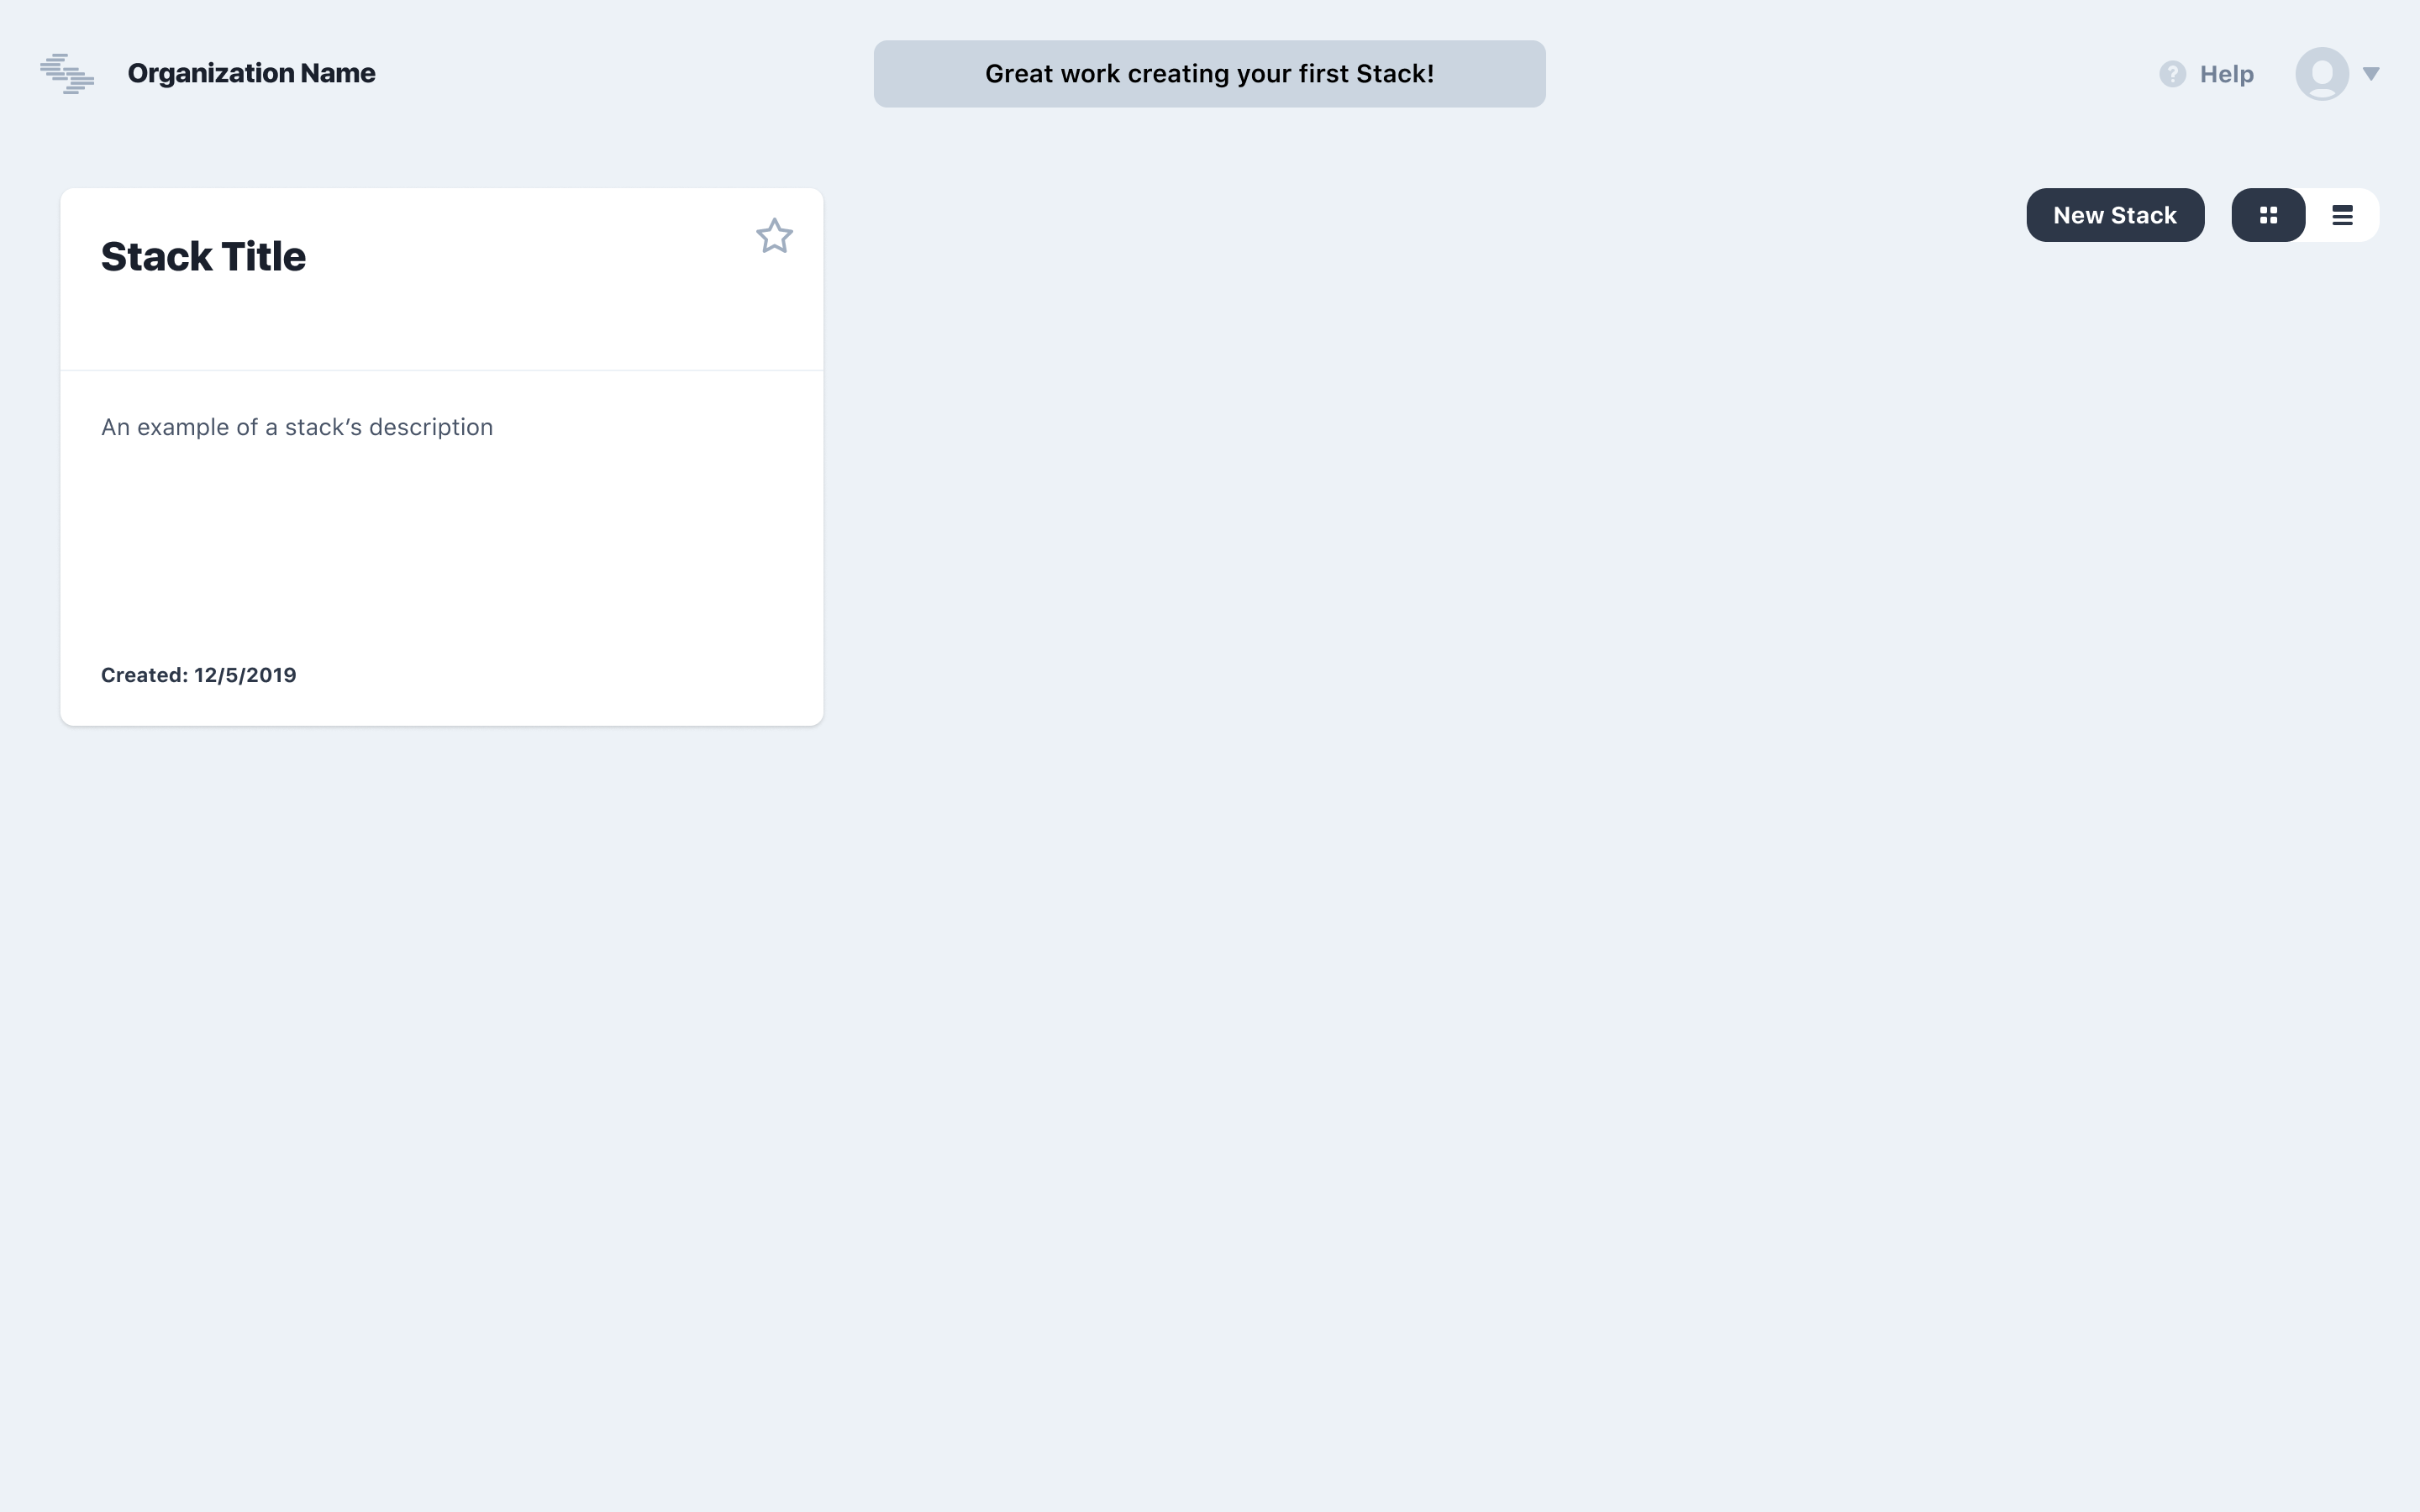 Organization Name
Great work creating your first Stack!
? Help
Stack Title
New Stack
An example of a stack’s description
Created: 12/5/2019